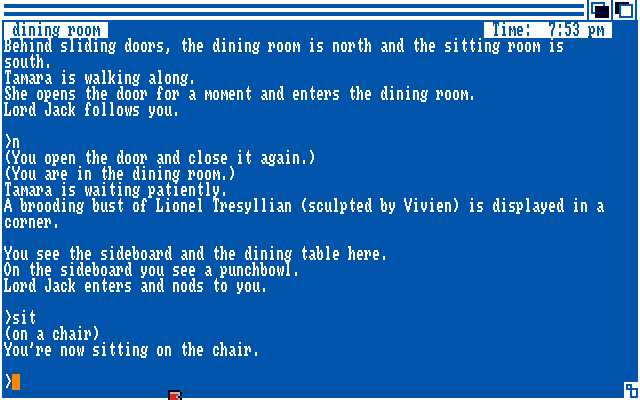 dining room Time: 7:53 pm
Behind sliding doors, the dining room is north and the sitting room is
south.
Tamara is walking along.
She opens the door for a moment and enters the dining room.
Lord Jack follows you.
>n
(You open the door and close it again.)
(You are in the dining room.)
Tamara is waiting patiently.
A brooding bust of Lionel Tresyllian (sculpted by Vivien) is displayed in a
corner.
You see the sideboard and the dining table here.
On the sideboard you see a punchbowl.
Lord Jack enters and nods to you.
>sit
(on a chair)
You're now sitting on the chair.
>